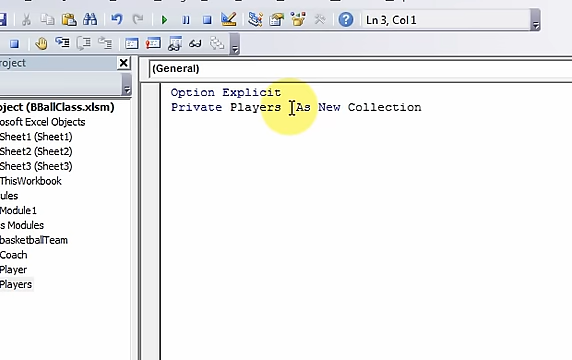 Ln 3, Col 1
roject
(General)
oject (BBallClass.xlsm)
osoft Excel Objects
Sheet1 (Sheet1)
Sheet2 (Sheet2)
Sheet3 (Sheet3)
ThisWorkbook
ules
Module1
s Modules
basketballTeam
Coach
Player
Players
Option Explicit
Private Players As New Collection